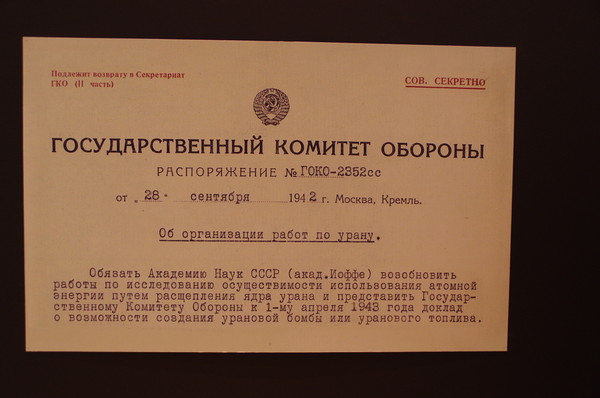 Подлежит возврату в Секретариат
ГКО (II часть)
СОВ. СЕКРЕТНО
ГОСУДАРСТВЕННЫЙ КОМИТЕТ ОБОРОНЫ
РАСПОРЯЖЕНИЕ № ГОКО-2352сс
от „28" сентября 1942 г. Москва, Кремль.
Об организации работ по урану.
Обязать Академию Наук СССР (акад.Иоффе) возобновить
работы по исследованию осуществимости использования атомной
энергии путем расщепления ядра урана и представить Государ-
ственному Комитету Обороны к 1-му апреля 1943 года доклад
о возможности создания урановой бомбы или уранового топлива.